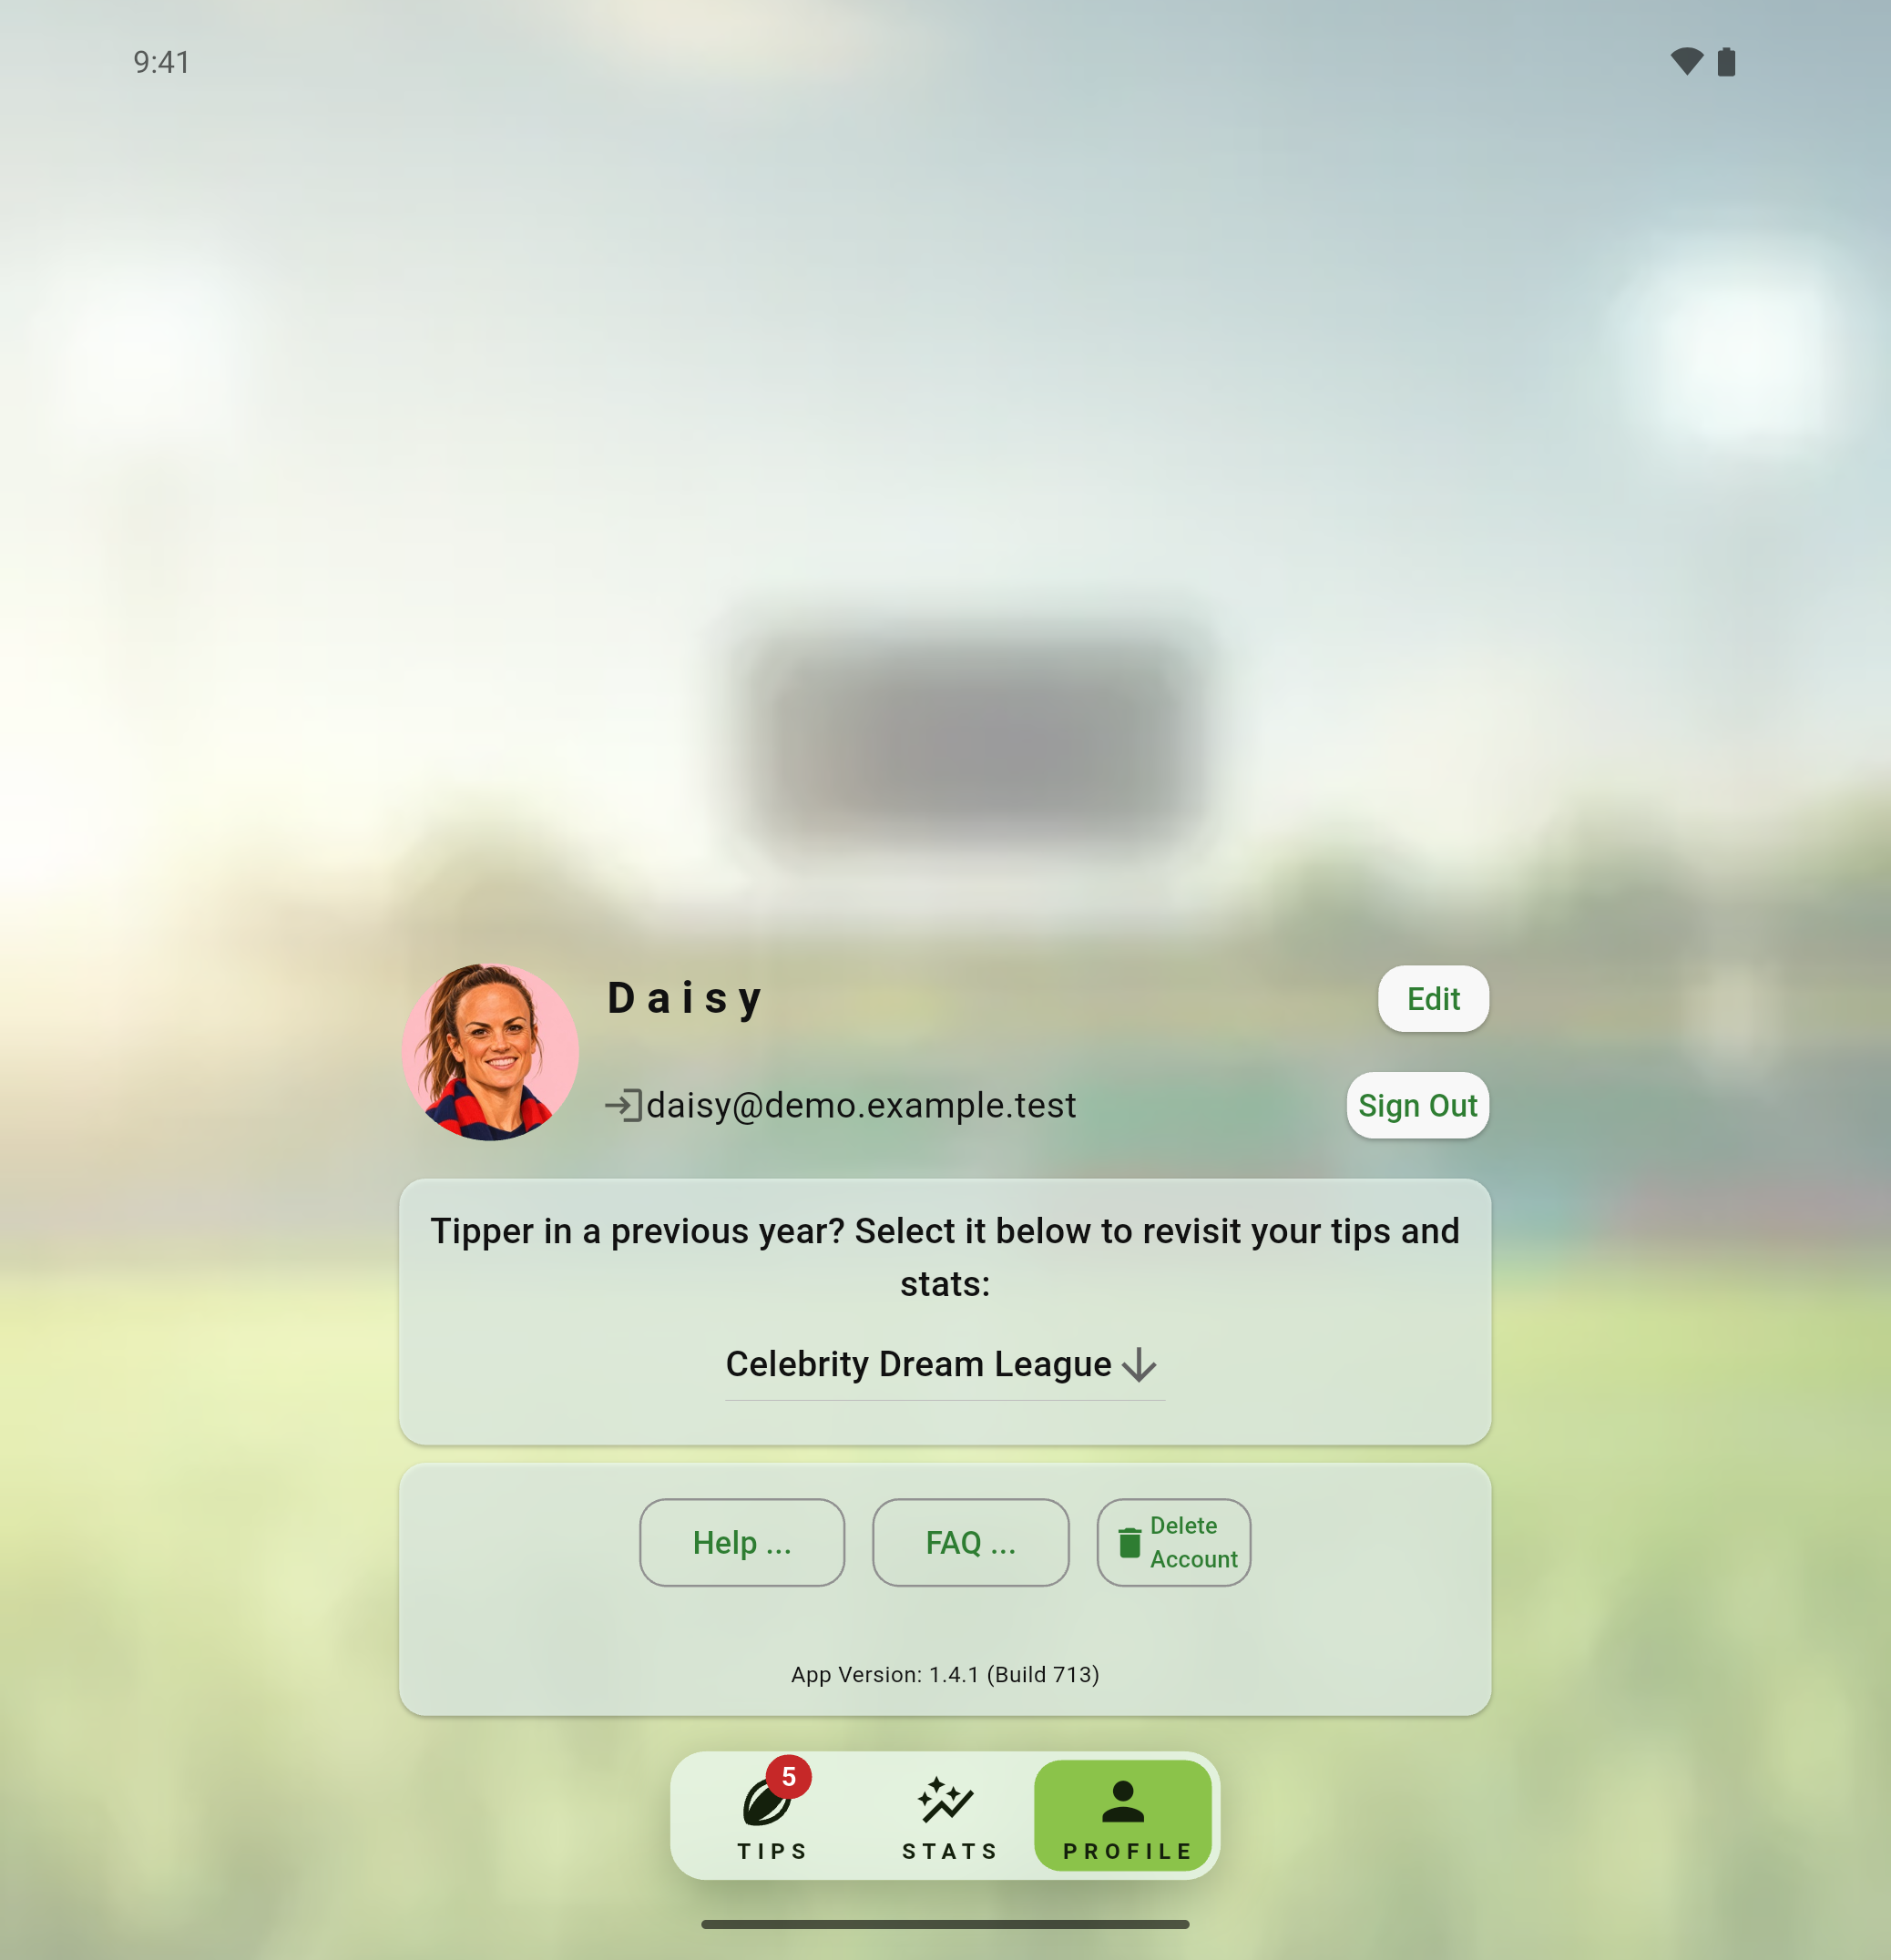 9:41
Daisy
Edit
daisy@demo.example.test
Sign Out
Tipper in a previous year? Select it below to revisit your tips and
stats:
Celebrity Dream League
Help ...
FAQ ...
Delete
Account
App Version: 1.4.1 (Build 713)
5
TIPS
STATS
PROFILE